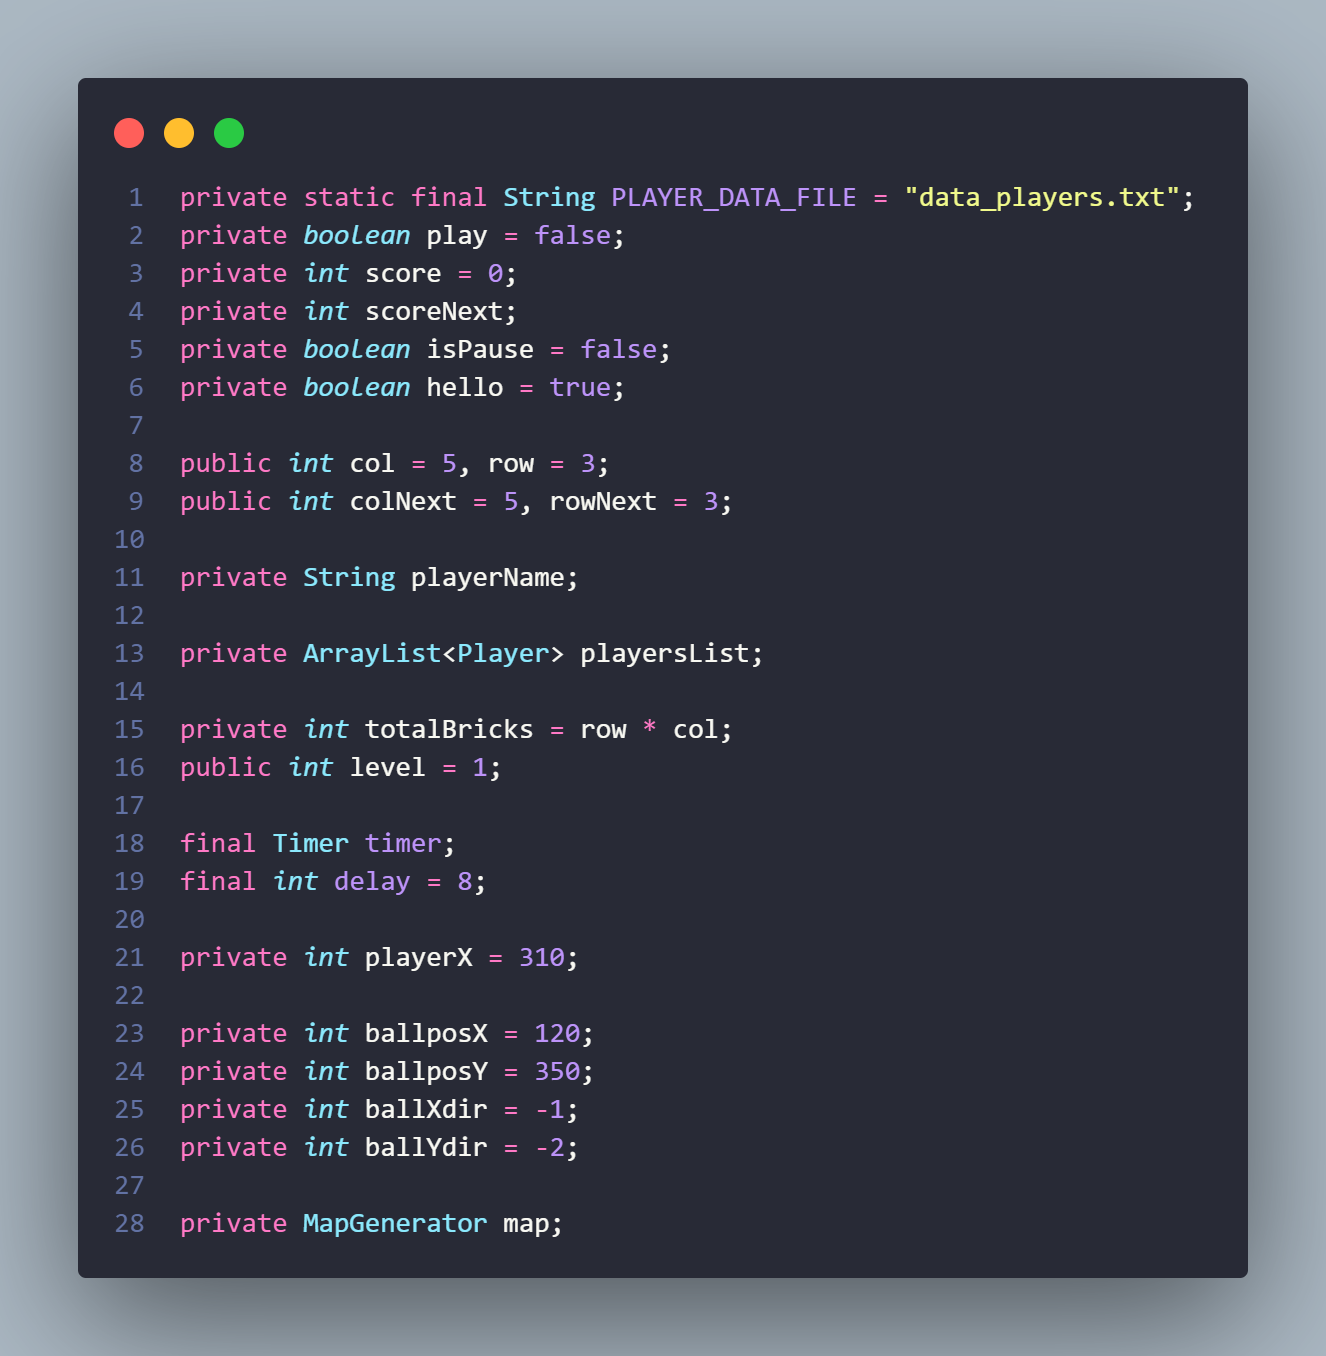 1 private static final String PLAYER_DATA_FILE = "data_players.txt";
2 private boolean play = false;
3 private int score = 0;
4 private int scoreNext;
5 private boolean isPause = false;
6 private boolean hello = true;
7
8 public int col = 5, row = 3;
9 public int colNext = 5, rowNext = 3;
10
11 private String playerName;
12
13 private ArrayList<Player> playersList;
14
15 private int totalBricks = row * col;
16 public int level = 1;
17
18 final Timer timer;
19 final int delay = 8;
20
21 private int playerX = 310;
22
23 private int ballposX = 120;
24 private int ballposY = 350;
25 private int ballXdir = -1;
26 private int ballYdir = -2;
27
28 private MapGenerator map;